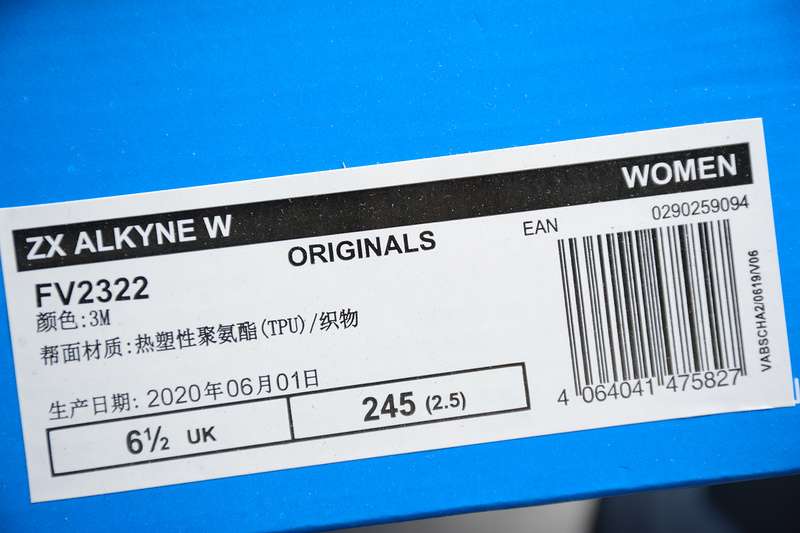 ZX ALKYNE W WOMEN
ORIGINALS EAN 0290259094
FV2322
颜色:3M
帮面材质:热塑性聚氨酯(TPU)/织物
生产日期: 2020年06月01日
6½ UK 245 (2.5)
4 064041 475827
VABSCHA2/0619/V06